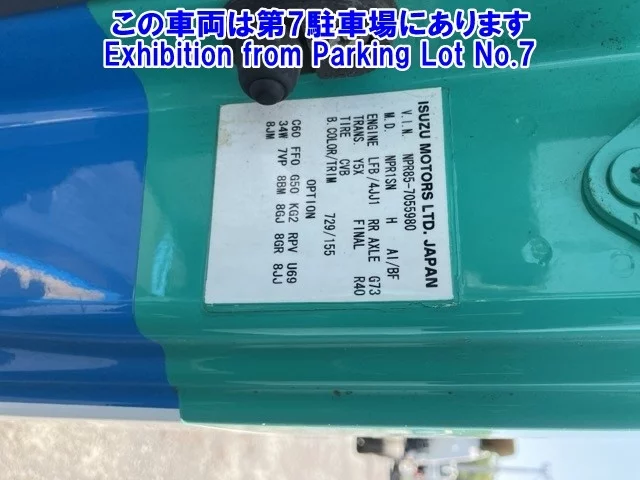 この車両は第7駐車場にあります
Exhibition from Parking Lot No.7
ISUZU MOTORS LTD. JAPAN
V.I.N. NPR85-7055980
M.D. NPR1SN H A1/BF
ENGINE LFB/4JJ1 RR AXLE G73
TRANS. Y5X FINAL R40
TIRE CVB
B.COLOR/TRIM 729/155
OPTION
C60 FF0 G50 KG2 RPV U69
34W 7VP 8BM 8GJ 8GR 8JJ
8JM